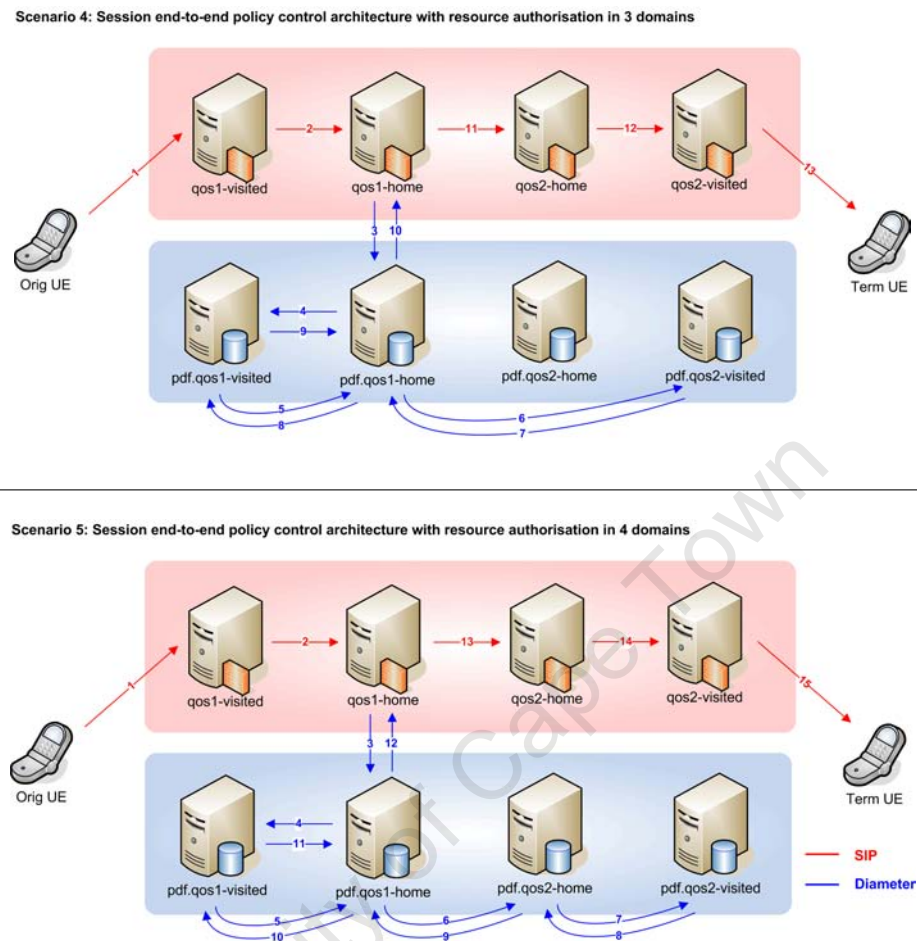 Scenario 4: Session end-to-end policy control architecture with resource authorisation in 3 domains
1
2
11
12
13
qos1-visited
qos1-home
qos2-home
qos2-visited
3
10
Orig UE
Term UE
4
9
pdf.qos1-visited
pdf.qos1-home
pdf.qos2-home
pdf.qos2-visited
5
8
6
7
Scenario 5: Session end-to-end policy control architecture with resource authorisation in 4 domains
1
2
13
14
15
qos1-visited
qos1-home
qos2-home
qos2-visited
3
12
Orig UE
Term UE
4
11
pdf.qos1-visited
pdf.qos1-home
pdf.qos2-home
pdf.qos2-visited
SIP
Diameter
5
10
6
9
7
8
ity of Cape Town